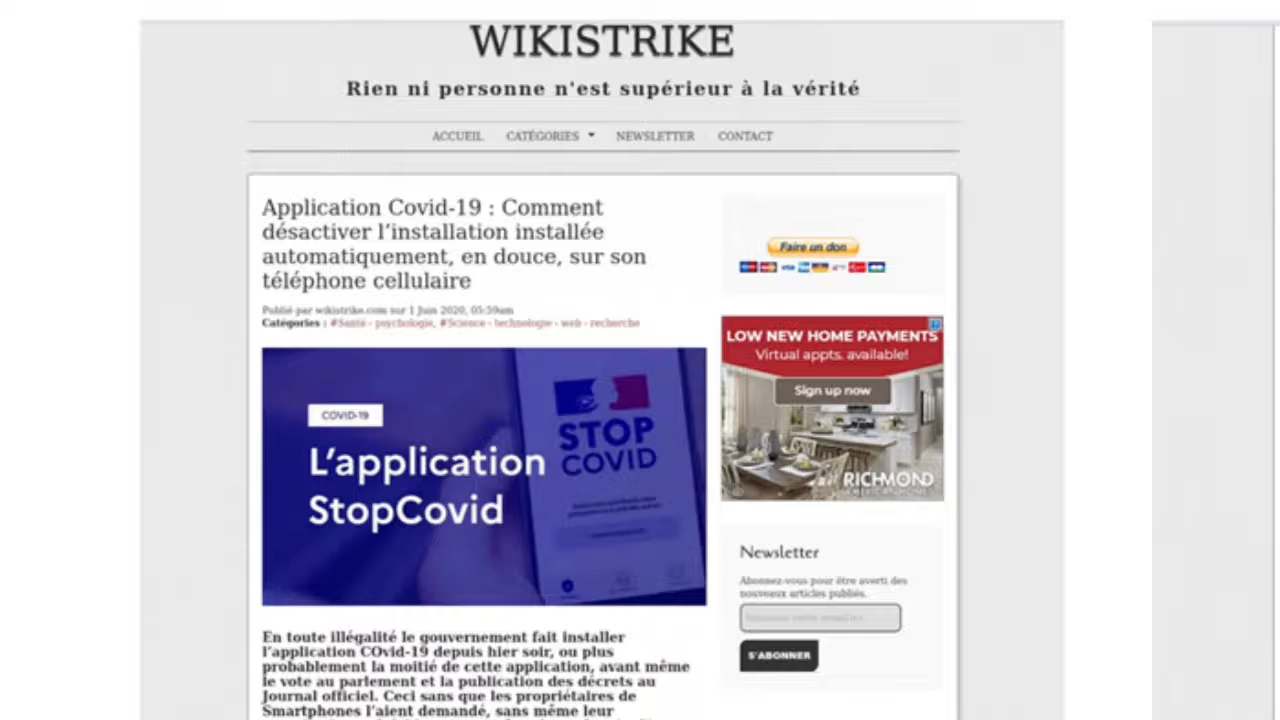 WIKISTRIKE
Rien ni personne n'est supérieur à la vérité
ACCUEIL CATÉGORIES NEWSLETTER CONTACT
Application Covid-19 : Comment
désactiver l’installation installée
automatiquement, en douce, sur son
téléphone cellulaire
Publié par wikistrike.com sur 1 Juin 2020, 05:59am
Catégories : #Santé - psychologie, #Science - technologie - web - recherche
COVID-19
L’application
StopCovid
STOP
COVID
En toute illégalité le gouvernement fait installer
l’application COvid-19 depuis hier soir, ou plus
probablement la moitié de cette application, avant même
le vote au parlement et la publication des décrets au
Journal officiel. Ceci sans que les propriétaires de
Smartphones l’aient demandé, sans même leur
Faire un don
VISA
LOW NEW HOME PAYMENTS
Virtual appts. available!
Sign up now
RICHMOND
AMERICAN HOMES
Newsletter
Abonnez-vous pour être averti des
nouveaux articles publiés.
S'ABONNER